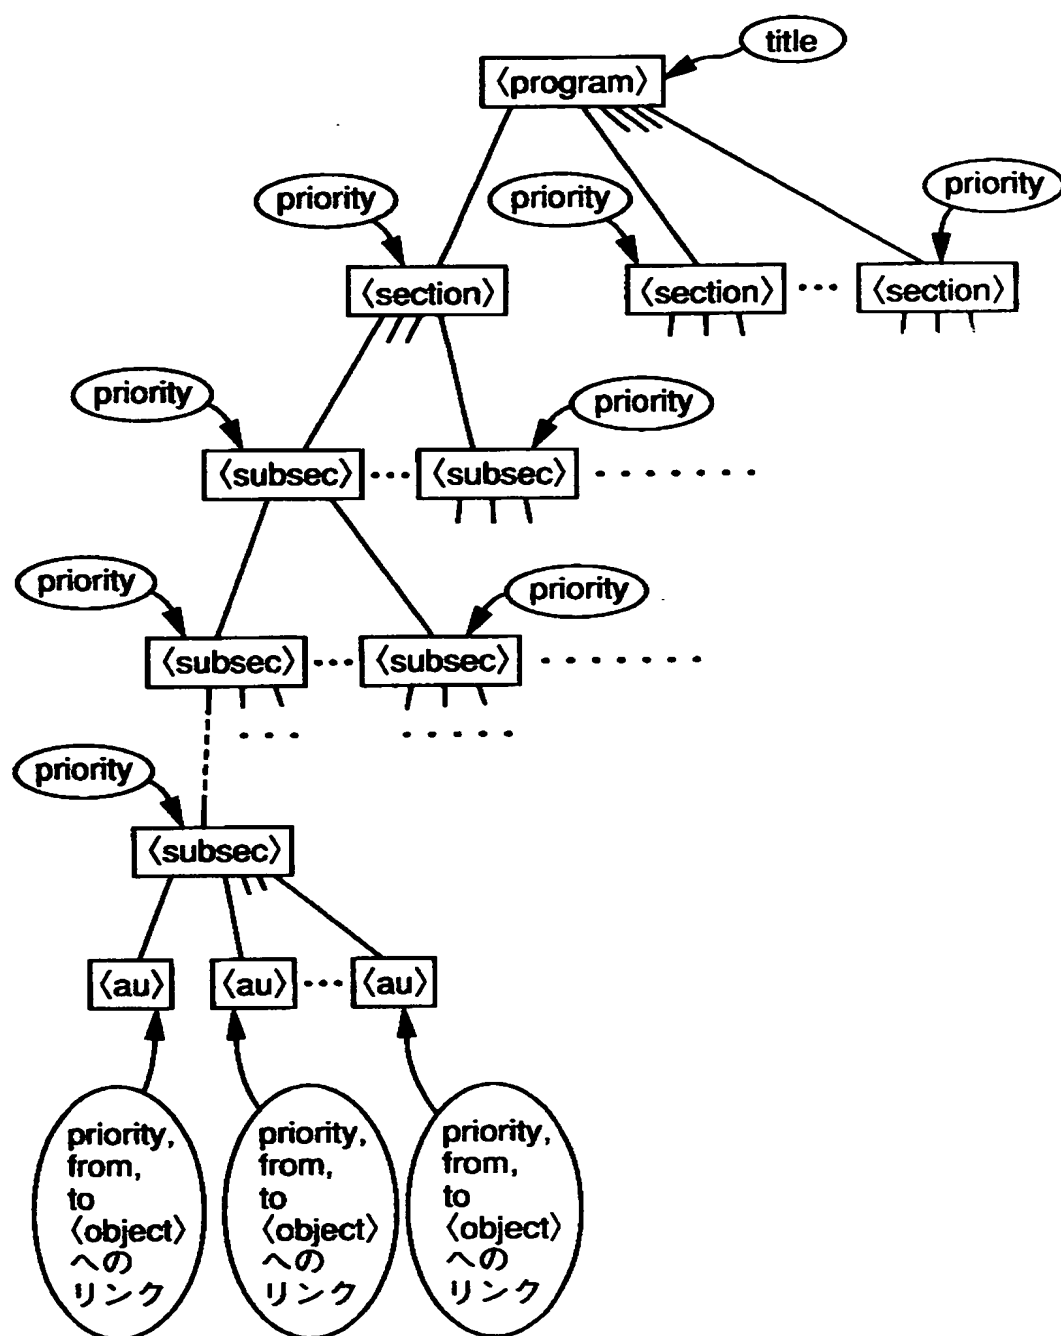 title
〈program〉
priority
priority
priority
〈section〉
〈section〉
〈section〉
priority
priority
〈subsec〉
〈subsec〉
priority
priority
〈subsec〉
〈subsec〉
priority
〈subsec〉
〈au〉
〈au〉
〈au〉
priority,
from,
to
〈object〉
への
リンク
priority,
from,
to
〈object〉
への
リンク
priority,
from,
to
〈object〉
への
リンク